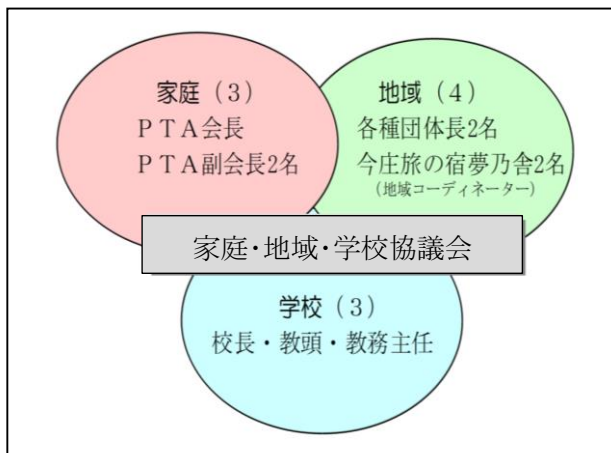 家庭（3）
ＰＴＡ会長
ＰＴＡ副会長2名
地域（4）
各種団体長2名
今庄旅の宿夢乃舎2名
（地域コーディネーター）
家庭・地域・学校協議会
学校（3）
校長・教頭・教務主任